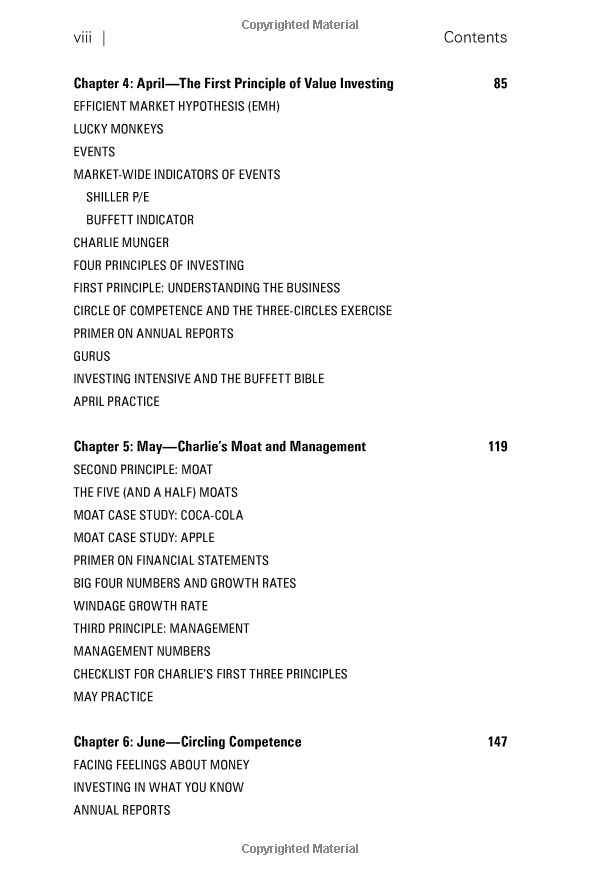 Copyrighted Material
viii | Contents
Chapter 4: April—The First Principle of Value Investing 85
EFFICIENT MARKET HYPOTHESIS (EMH)
LUCKY MONKEYS
EVENTS
MARKET-WIDE INDICATORS OF EVENTS
SHILLER P/E
BUFFETT INDICATOR
CHARLIE MUNGER
FOUR PRINCIPLES OF INVESTING
FIRST PRINCIPLE: UNDERSTANDING THE BUSINESS
CIRCLE OF COMPETENCE AND THE THREE-CIRCLES EXERCISE
PRIMER ON ANNUAL REPORTS
GURUS
INVESTING INTENSIVE AND THE BUFFETT BIBLE
APRIL PRACTICE
Chapter 5: May—Charlie’s Moat and Management 119
SECOND PRINCIPLE: MOAT
THE FIVE (AND A HALF) MOATS
MOAT CASE STUDY: COCA-COLA
MOAT CASE STUDY: APPLE
PRIMER ON FINANCIAL STATEMENTS
BIG FOUR NUMBERS AND GROWTH RATES
WINDAGE GROWTH RATE
THIRD PRINCIPLE: MANAGEMENT
MANAGEMENT NUMBERS
CHECKLIST FOR CHARLIE’S FIRST THREE PRINCIPLES
MAY PRACTICE
Chapter 6: June—Circling Competence 147
FACING FEELINGS ABOUT MONEY
INVESTING IN WHAT YOU KNOW
ANNUAL REPORTS
Copyrighted Material